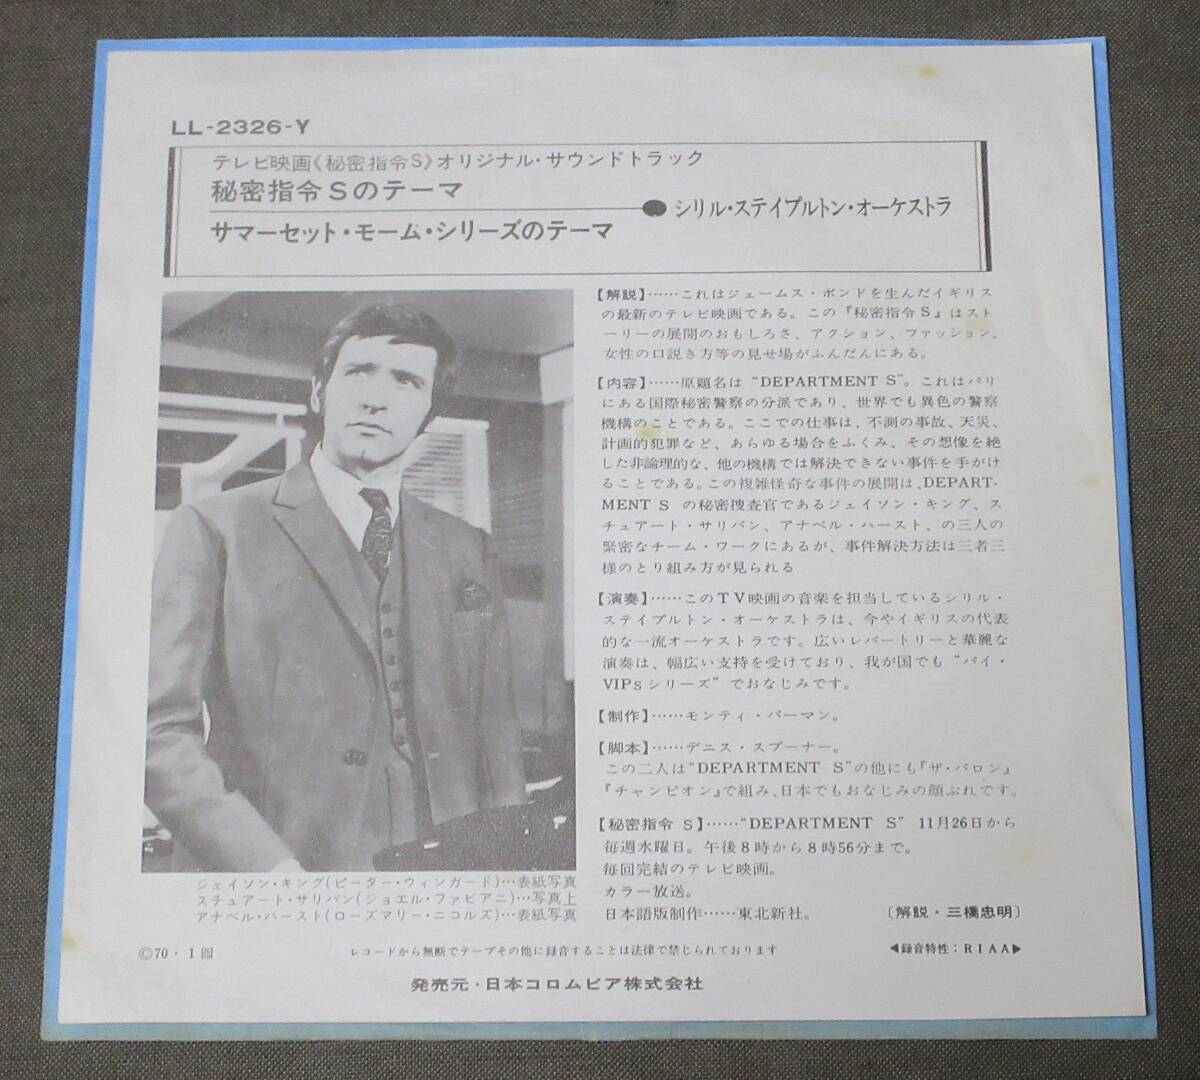 LL-2326-Y
テレビ映画《秘密指令S》オリジナル・サウンドトラック
秘密指令Sのテーマ
サマーセット・モーム・シリーズのテーマ
●シリル・ステイプルトン・オーケストラ
【解説】……これはジェームス・ボンドを生んだイギリス
の最新のテレビ映画である。この『秘密指令S』はスト
ーリーの展開のおもしろさ、アクション、ファッション、
女性の口説き方等の見せ場がふんだんにある。
【内容】……原題名は“DEPARTMENT S”。これはパリ
にある国際秘密警察の分派であり、世界でも異色の警察
機構のことである。ここでの仕事は、不測の事故、天災、
計画的犯罪など、あらゆる場合をふくみ、その想像を絶
した非論理的な、他の機構では解決できない事件を手がけ
ることである。この複雑怪奇な事件の展開は、DEPART-
MENT S の秘密捜査官であるジェイソン・キング、ス
チュアート・サリバン、アナベル・ハースト、の三人の
緊密なチーム・ワークにあるが、事件解決方法は三者三
様のとり組み方が見られる
【演奏】……このTV映画の音楽を担当しているシリル・
ステイプルトン・オーケストラは、今やイギリスの代表
的な一流オーケストラです。広いレパートリーと華麗な
演奏は、幅広い支持を受けており、我が国でも“パイ・
VIPsシリーズ”でおなじみです。
【制作】……モンティ・バーマン。
【脚本】……デニス・スプーナー。
この二人は“DEPARTMENT S”の他にも『ザ・バロン』
『チャンピオン』で組み、日本でもおなじみの顔ぶれです。
【秘密指令 S】……“DEPARTMENT S” 11月26日から
毎週水曜日。午後8時から8時56分まで。
毎回完結のテレビ映画。
カラー放送。
日本語版制作……東北新社。
〔解説・三橋忠明〕
ジェイソン・キング(ピーター・ウィンガード)…表紙写真
スチュアート・サリバン(ジョエル・ファビアニ)…写真上
アナベル・ハースト(ローズマリー・ニコルズ)…表紙写真
©70・1
レコードから無断でテープその他に録音することは法律で禁じられております
◀録音特性：RIAA▶
発売元・日本コロムビア株式会社